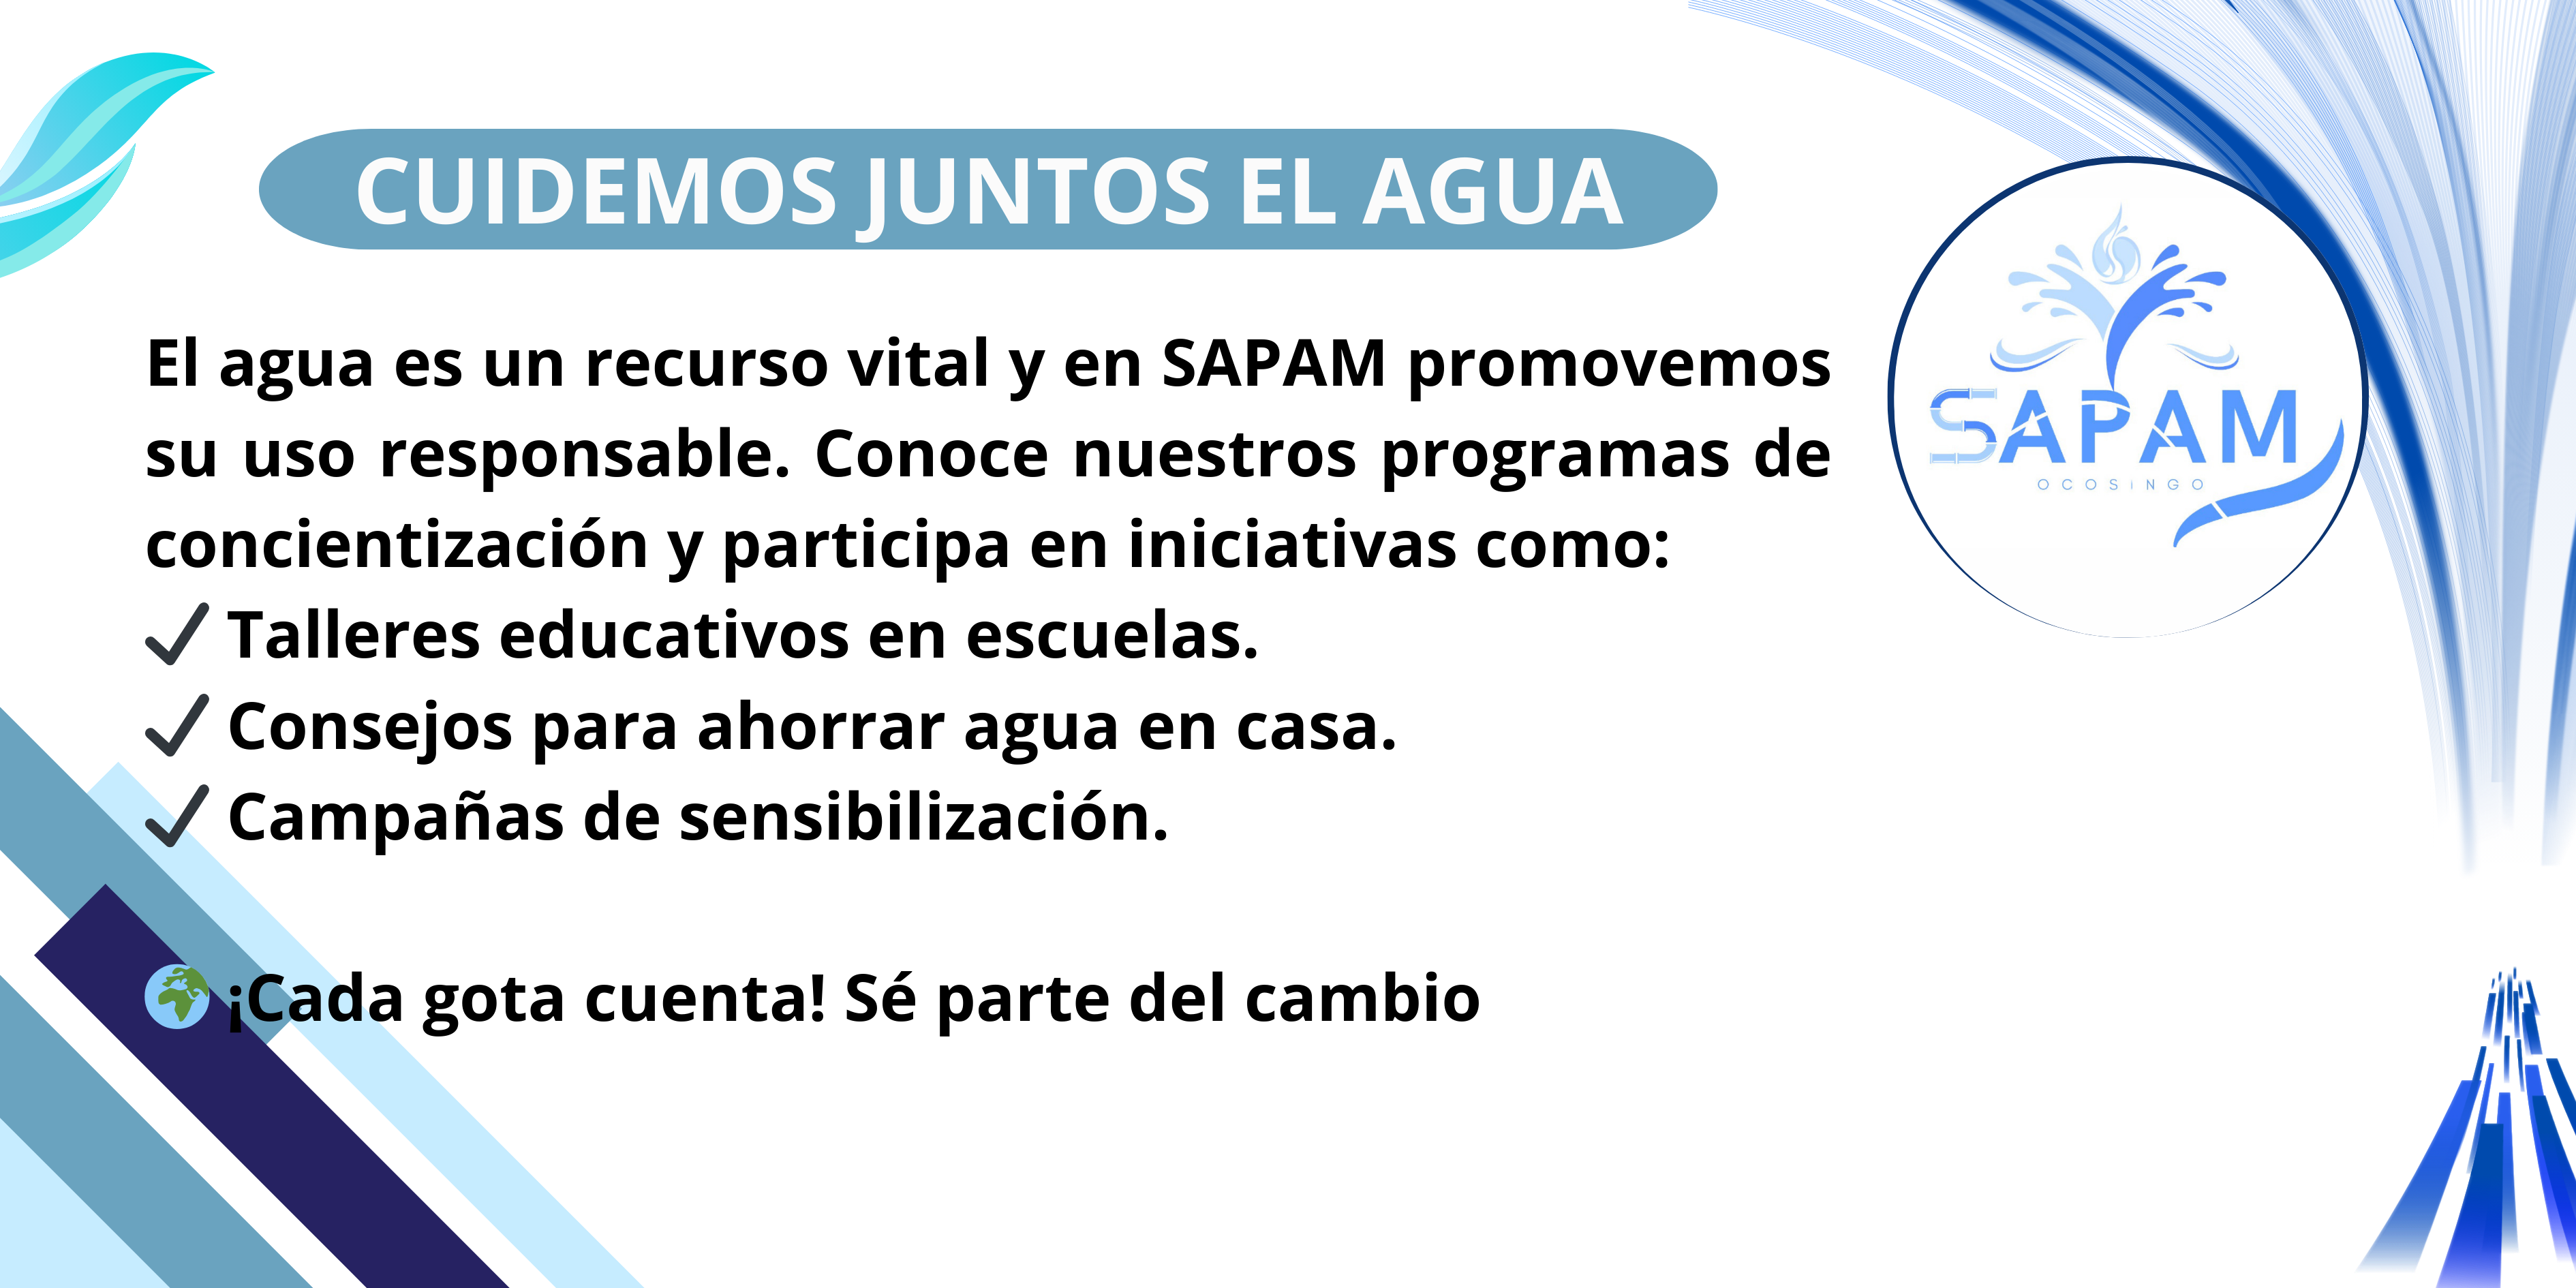 CUIDEMOS JUNTOS EL AGUA
El agua es un recurso vital y en SAPAM promovemos
su uso responsable. Conoce nuestros programas de
concientización y participa en iniciativas como:
✔ Talleres educativos en escuelas.
✔ Consejos para ahorrar agua en casa.
✔ Campañas de sensibilización.
🌍 ¡Cada gota cuenta! Sé parte del cambio
SAPAM
OCOSINGO